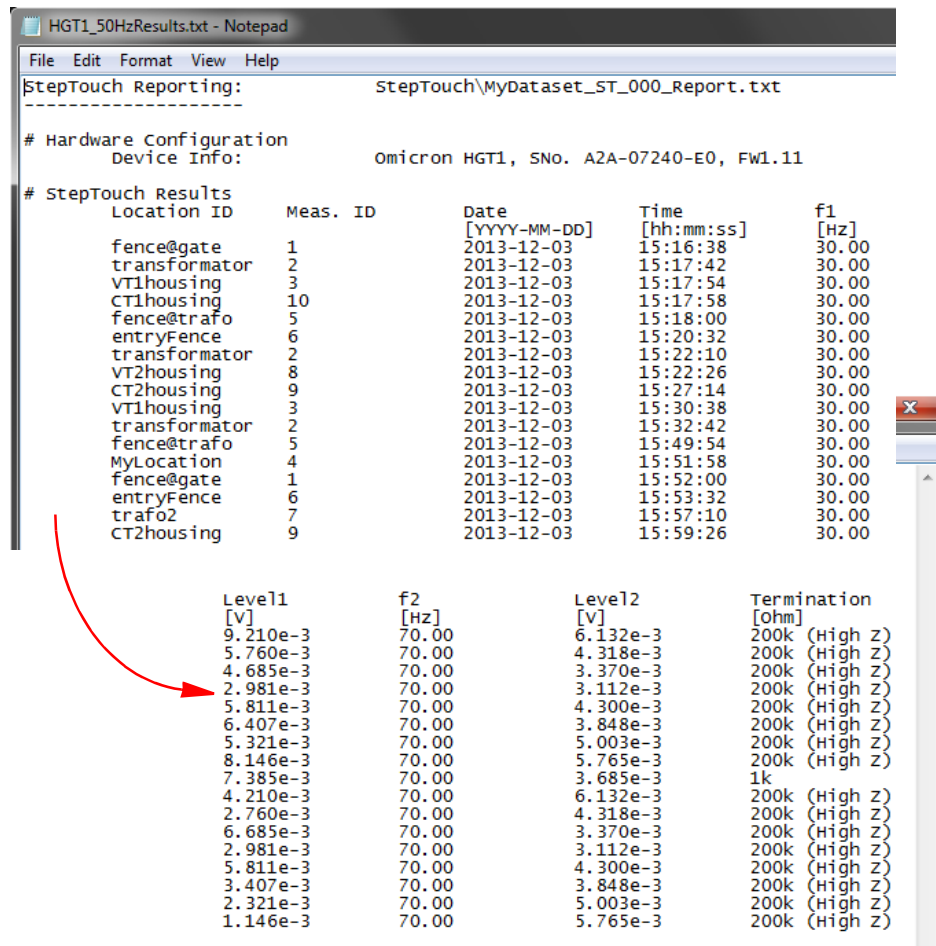 HGT1_50HzResults.txt - Notepad
File Edit Format View Help
StepTouch Reporting: StepTouch\MyDataset_ST_000_Report.txt
--------------------
# Hardware Configuration
Device Info: Omicron HGT1, SNo. A2A-07240-E0, FW1.11
# StepTouch Results
Location ID Meas. ID Date Time f1
[YYYY-MM-DD] [hh:mm:ss] [Hz]
fence@gate 1 2013-12-03 15:16:38 30.00
transformator 2 2013-12-03 15:17:42 30.00
VT1housing 3 2013-12-03 15:17:54 30.00
CT1housing 10 2013-12-03 15:17:58 30.00
fence@trafo 5 2013-12-03 15:18:00 30.00
entryFence 6 2013-12-03 15:20:32 30.00
transformator 2 2013-12-03 15:22:10 30.00
VT2housing 8 2013-12-03 15:22:26 30.00
CT2housing 9 2013-12-03 15:27:14 30.00
VT1housing 3 2013-12-03 15:30:38 30.00
transformator 2 2013-12-03 15:32:42 30.00
fence@trafo 5 2013-12-03 15:49:54 30.00
MyLocation 4 2013-12-03 15:51:58 30.00
fence@gate 1 2013-12-03 15:52:00 30.00
entryFence 6 2013-12-03 15:53:32 30.00
trafo2 7 2013-12-03 15:57:10 30.00
CT2housing 9 2013-12-03 15:59:26 30.00
Level1 f2 Level2 Termination
[V] [Hz] [V] [Ohm]
9.210e-3 70.00 6.132e-3 200k (High Z)
5.760e-3 70.00 4.318e-3 200k (High Z)
4.685e-3 70.00 3.370e-3 200k (High Z)
2.981e-3 70.00 3.112e-3 200k (High Z)
5.811e-3 70.00 4.300e-3 200k (High Z)
6.407e-3 70.00 3.848e-3 200k (High Z)
5.321e-3 70.00 5.003e-3 200k (High Z)
8.146e-3 70.00 5.765e-3 200k (High Z)
7.385e-3 70.00 3.685e-3 1k
4.210e-3 70.00 6.132e-3 200k (High Z)
2.760e-3 70.00 4.318e-3 200k (High Z)
6.685e-3 70.00 3.370e-3 200k (High Z)
2.981e-3 70.00 3.112e-3 200k (High Z)
5.811e-3 70.00 4.300e-3 200k (High Z)
3.407e-3 70.00 3.848e-3 200k (High Z)
2.321e-3 70.00 5.003e-3 200k (High Z)
1.146e-3 70.00 5.765e-3 200k (High Z)